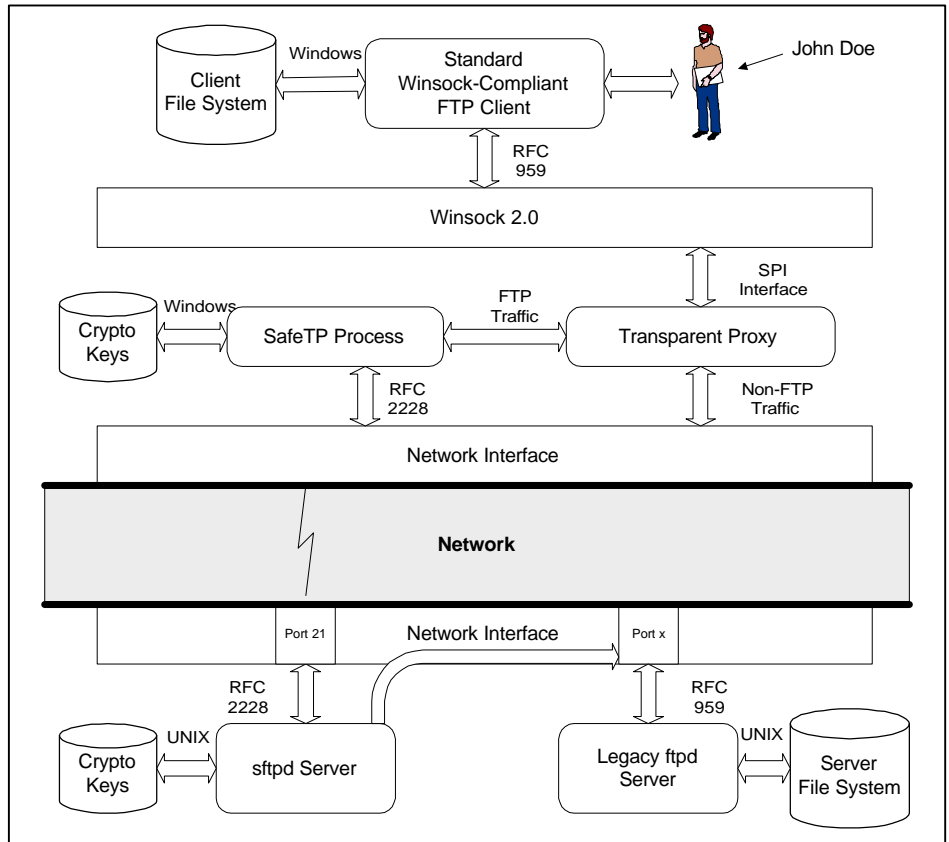 Client
File System
Windows
Standard
Winsock-Compliant
FTP Client
John Doe
RFC
959
Winsock 2.0
SPI
Interface
Crypto
Keys
Windows
SafeTP Process
FTP
Traffic
Transparent Proxy
RFC
2228
Non-FTP
Traffic
Network Interface
Network
Port 21
Network Interface
Port x
RFC
2228
RFC
959
Crypto
Keys
UNIX
sftpd Server
Legacy ftpd
Server
UNIX
Server
File System